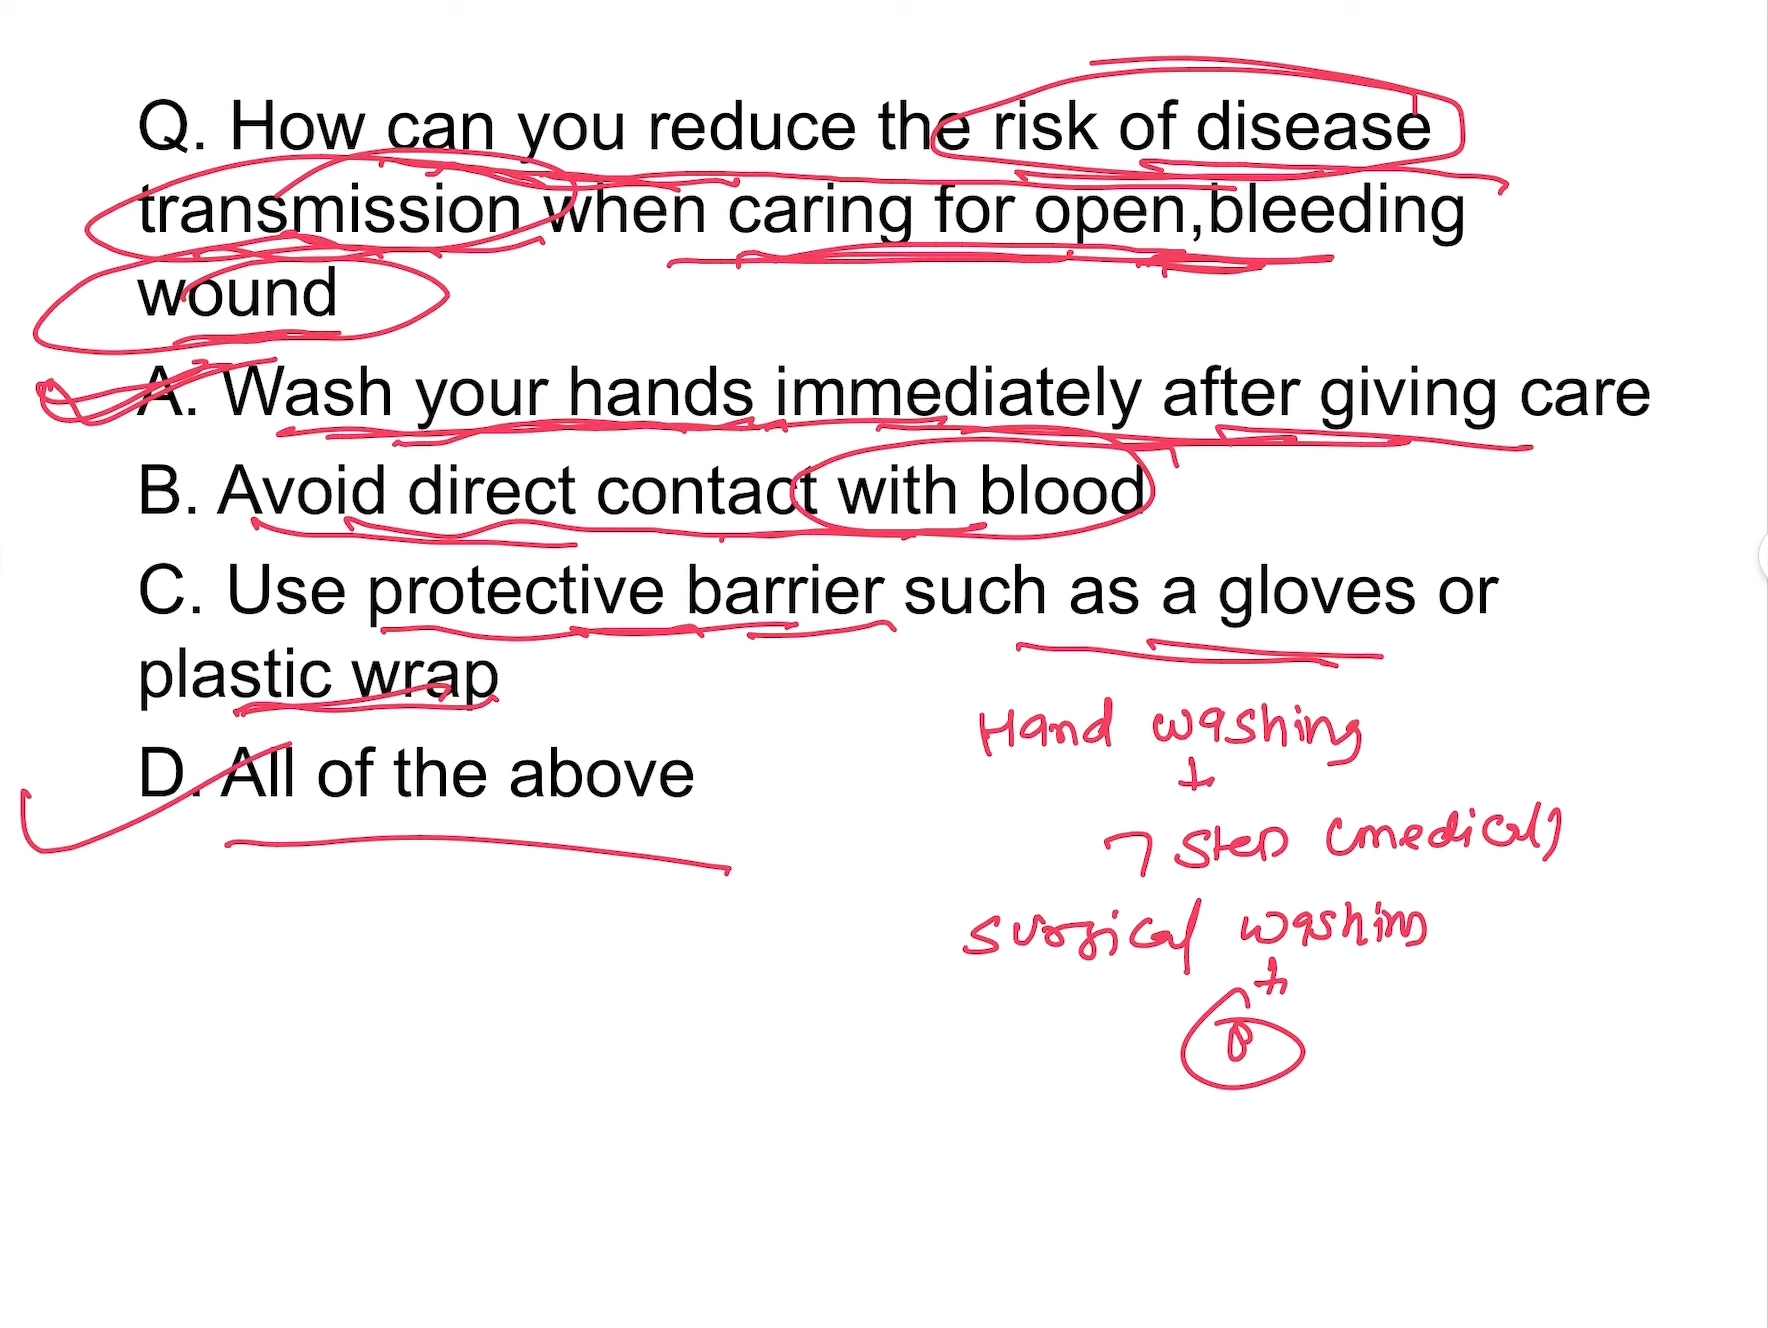 Q. How can you reduce the risk of disease
transmission when caring for open,bleeding
wound
A. Wash your hands immediately after giving care
B. Avoid direct contact with blood
C. Use protective barrier such as a gloves or
plastic wrap
D. All of the above
Hand washing
7 Step (medical)
surgical washing